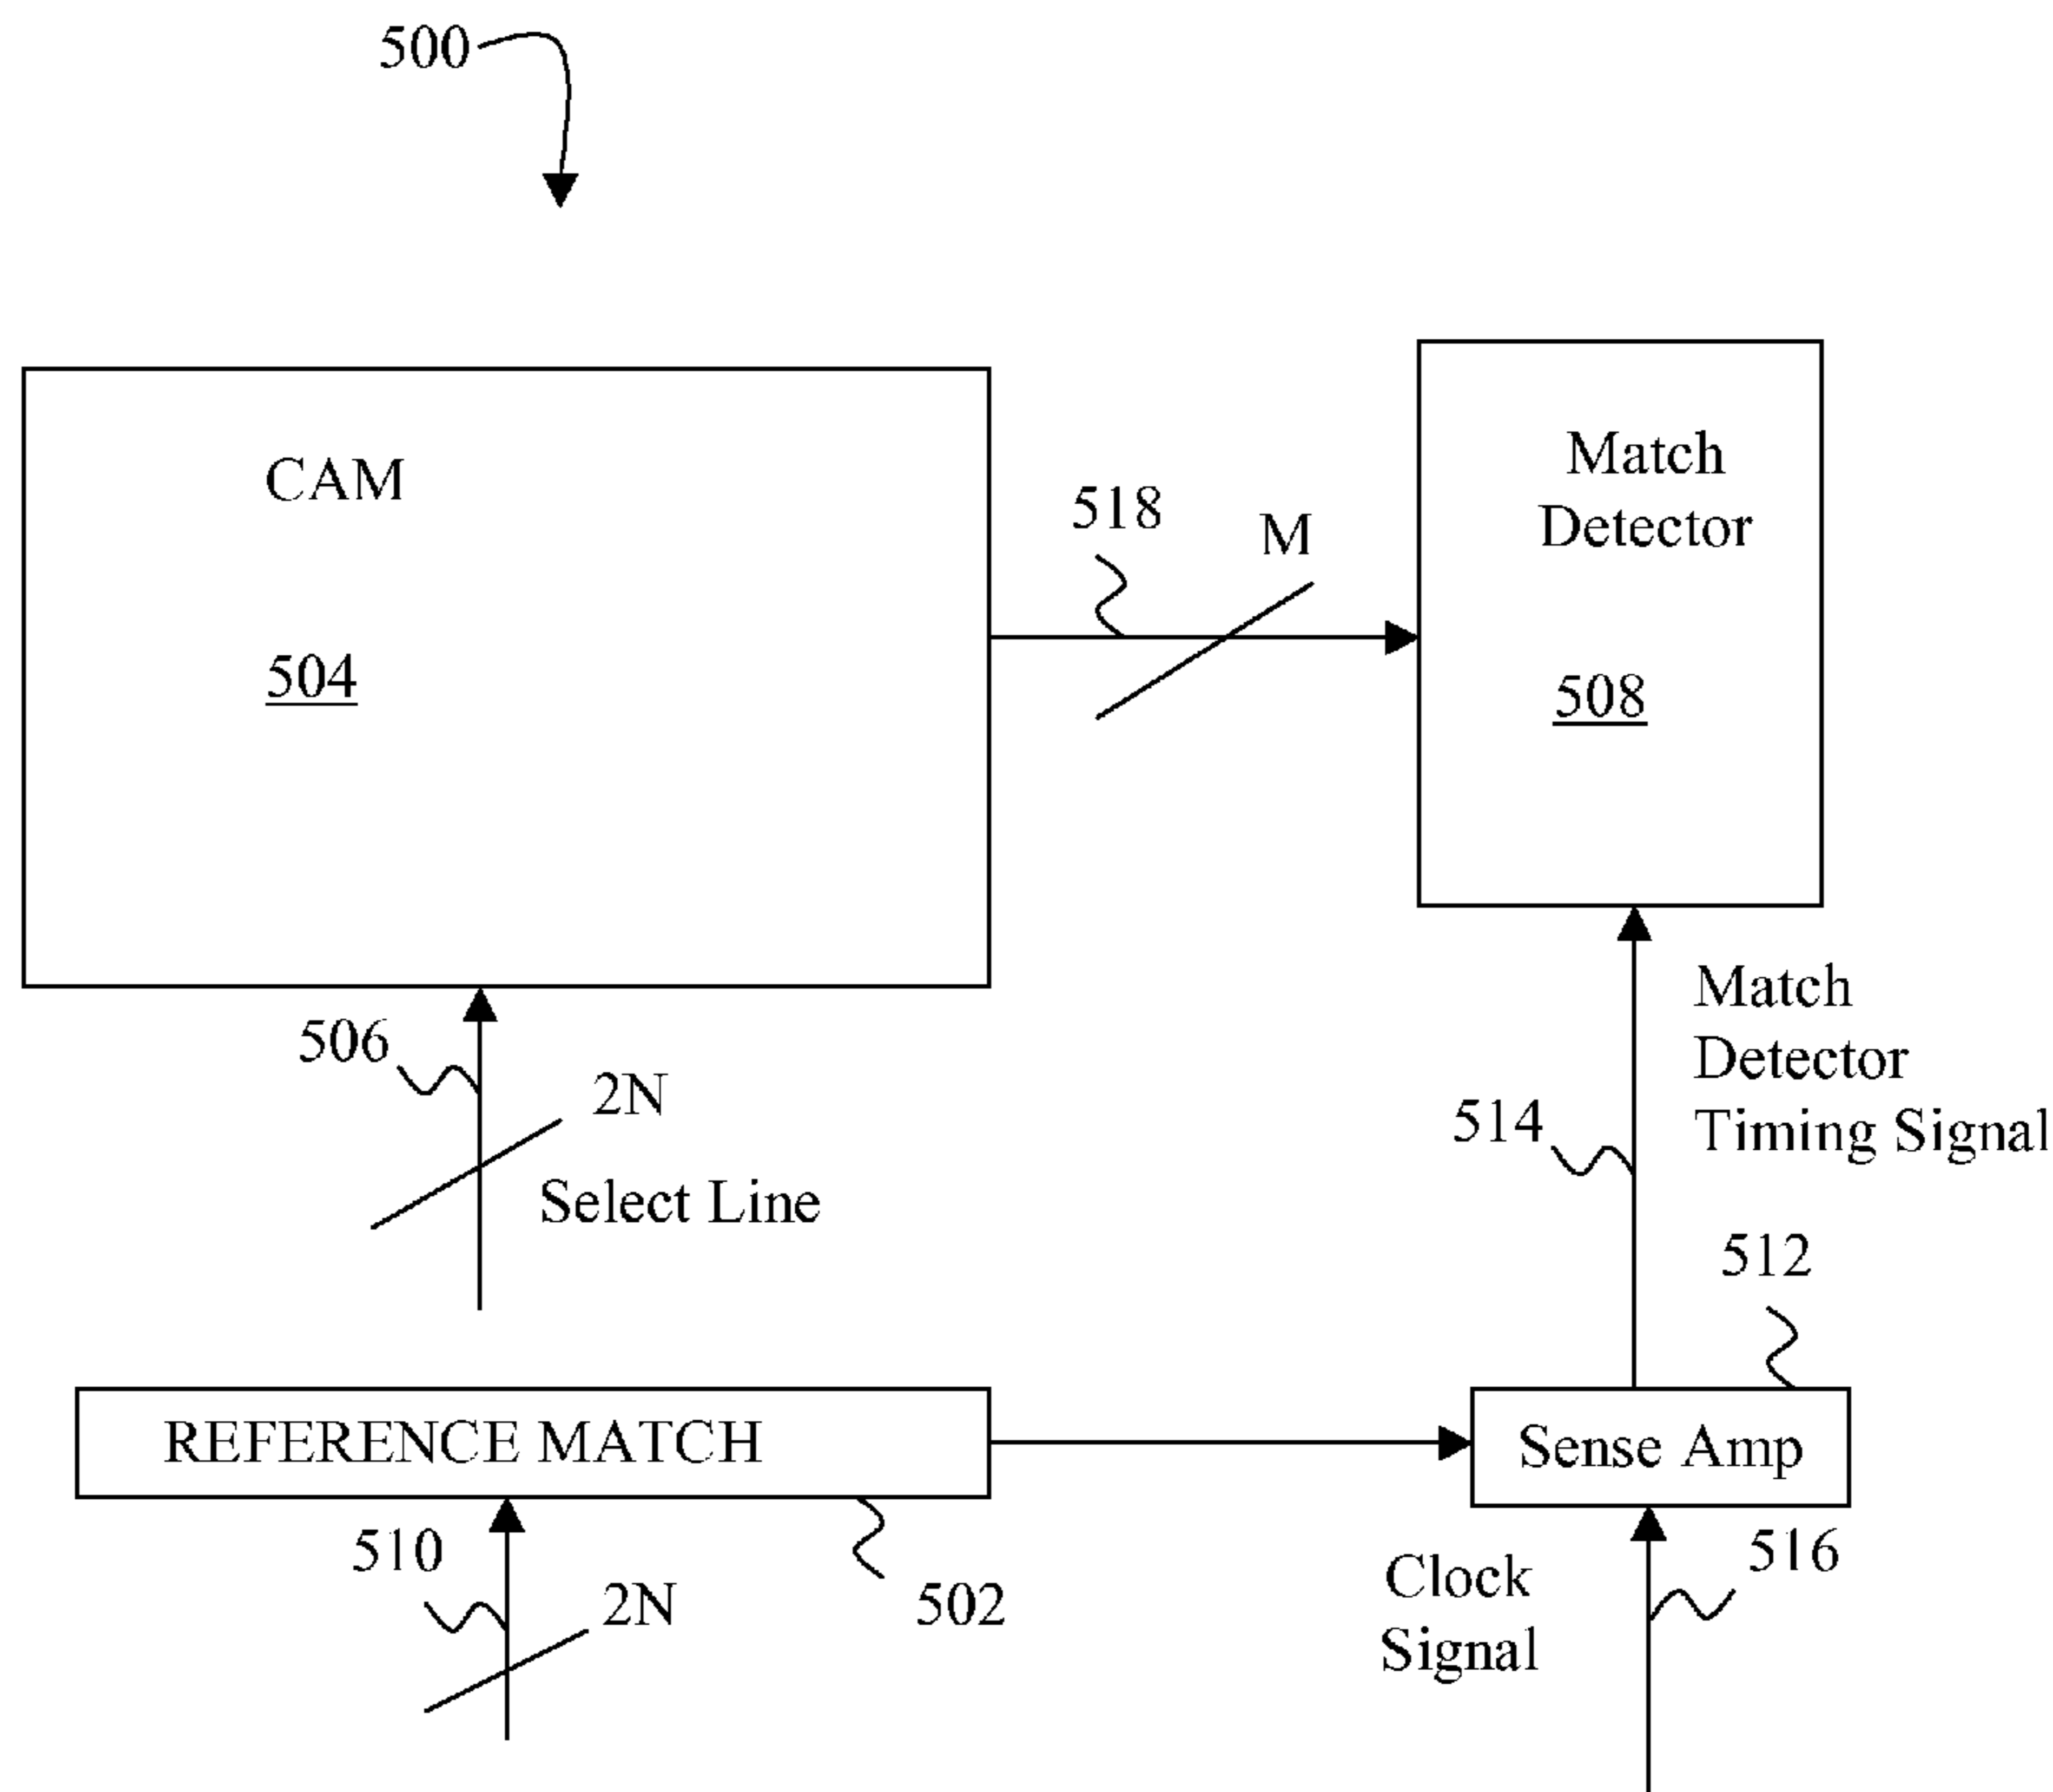 500
CAM
504
518
M
Match
Detector
508
506
2N
Select Line
514
Match
Detector
Timing Signal
512
REFERENCE MATCH
Sense Amp
510
2N
502
Clock
Signal
516